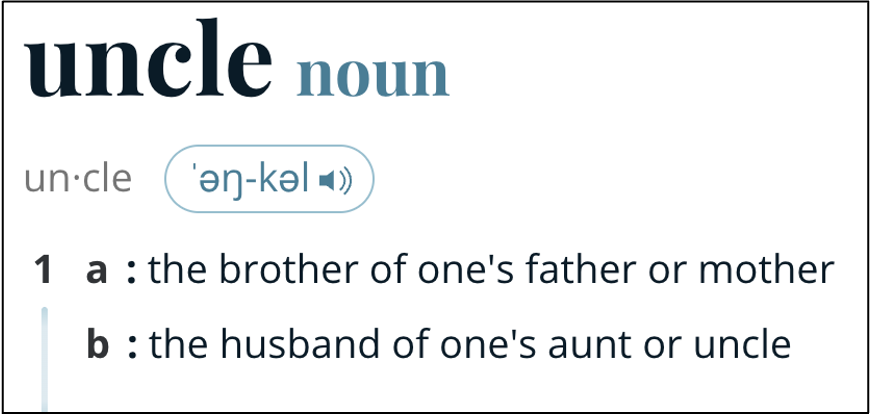 uncle noun
un·cle ˈəŋ-kəl
1 a : the brother of one's father or mother
b : the husband of one's aunt or uncle